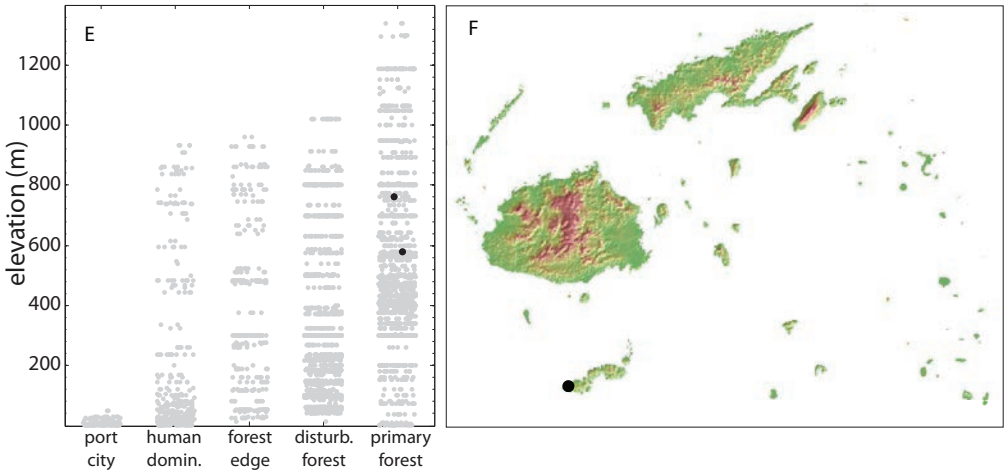 E
F
elevation (m)
1200
1000
800
600
400
200
port city
human domin.
forest edge
disturb. forest
primary forest